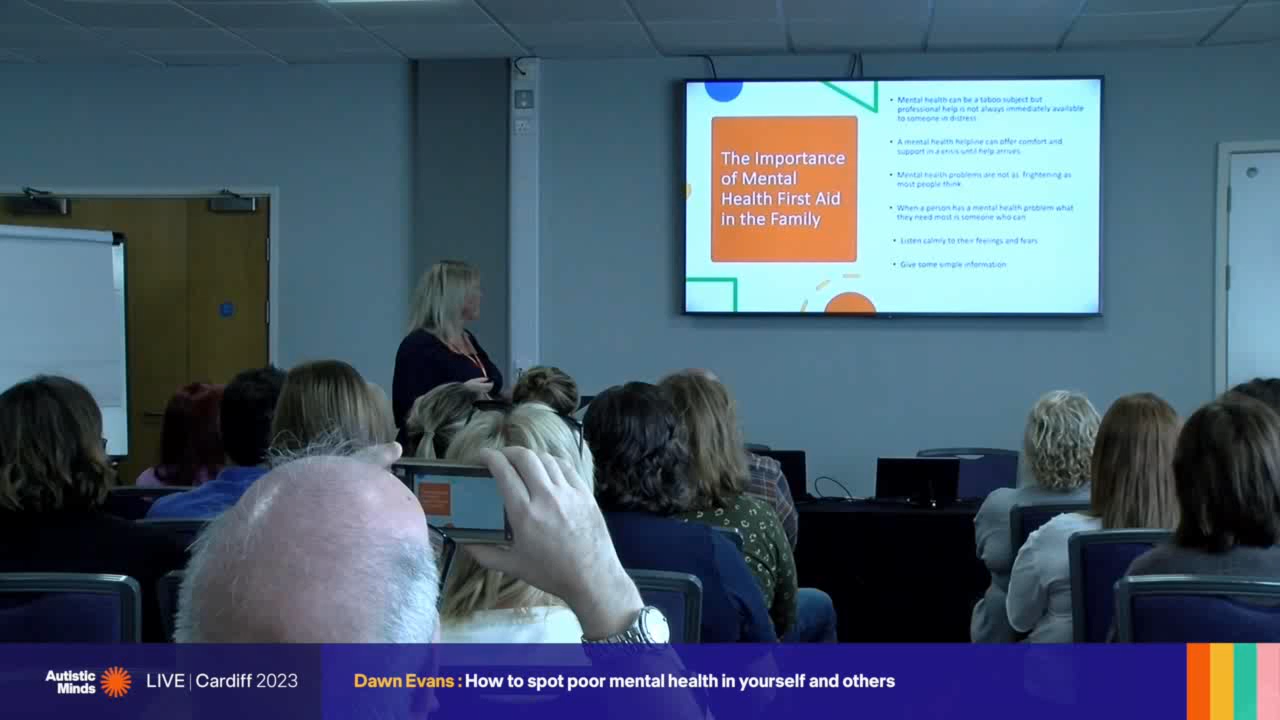 The Importance
of Mental
Health First Aid
in the Family
• Mental health can be a taboo subject but
professional help is not always immediately available
to someone in distress
• A mental health helpline can offer comfort and
support in a crisis until help arrives
• Mental health problems are not as frightening as
most people think
• When a person has a mental health problem what
they need most is someone who can
• Listen calmly to their feelings and fears
• Give some simple information
Autistic
Minds
LIVE | Cardiff 2023
Dawn Evans : How to spot poor mental health in yourself and others